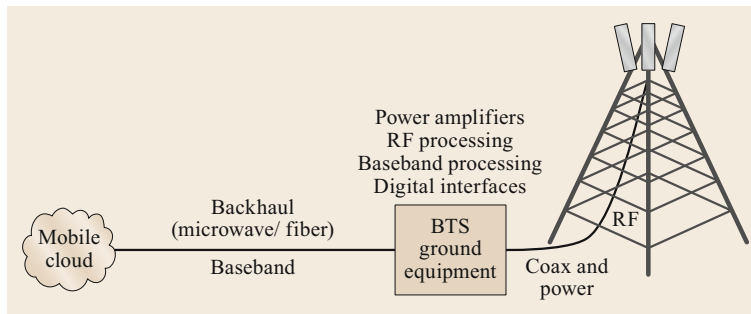 Power amplifiers
RF processing
Baseband processing
Digital interfaces
Backhaul
(microwave/ fiber)
Mobile
cloud
Baseband
BTS
ground
equipment
RF
Coax and
power